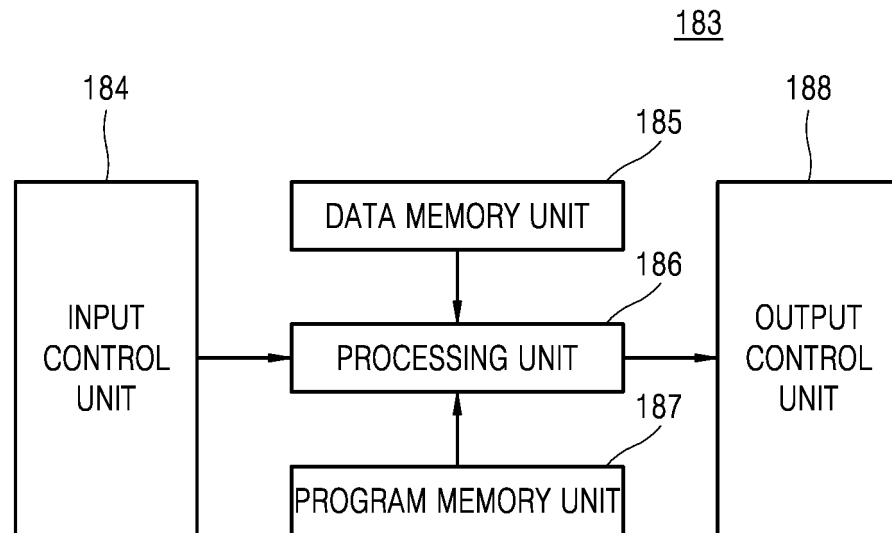 183
184
188
185
DATA MEMORY UNIT
186
INPUT
CONTROL
UNIT
PROCESSING UNIT
OUTPUT
CONTROL
UNIT
187
PROGRAM MEMORY UNIT